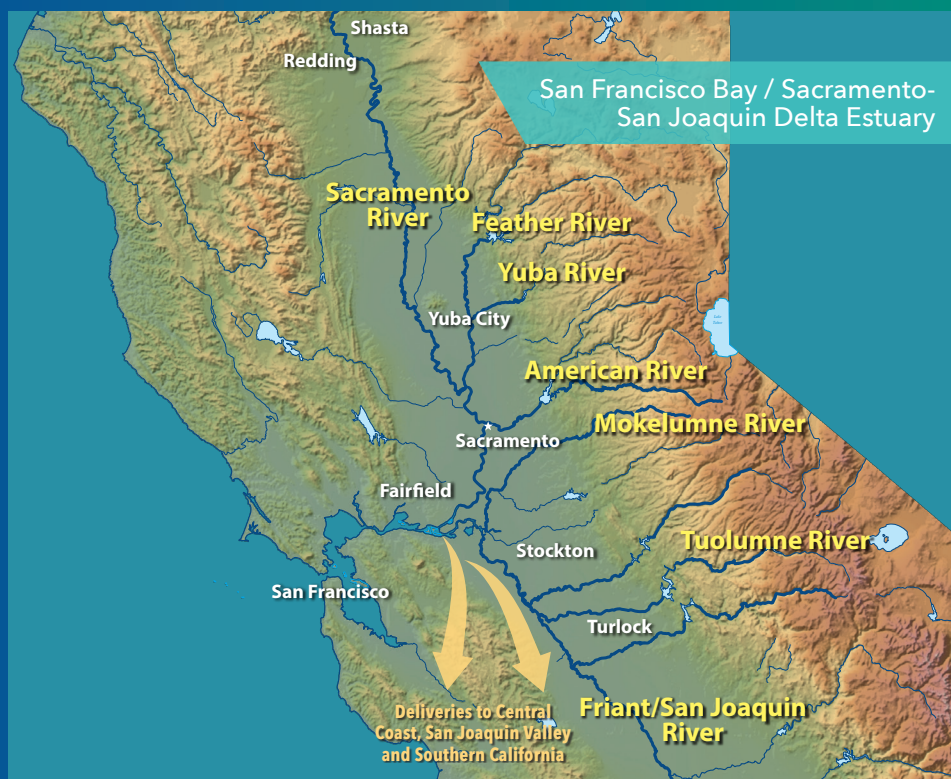 Shasta
Redding
San Francisco Bay / Sacramento-
San Joaquin Delta Estuary
Sacramento
River
Feather River
Yuba River
Yuba City
American River
Mokelumne River
Sacramento
Fairfield
Stockton
Tuolumne River
San Francisco
Turlock
Friant/San Joaquin
River
Deliveries to Central
Coast, San Joaquin Valley
and Southern California